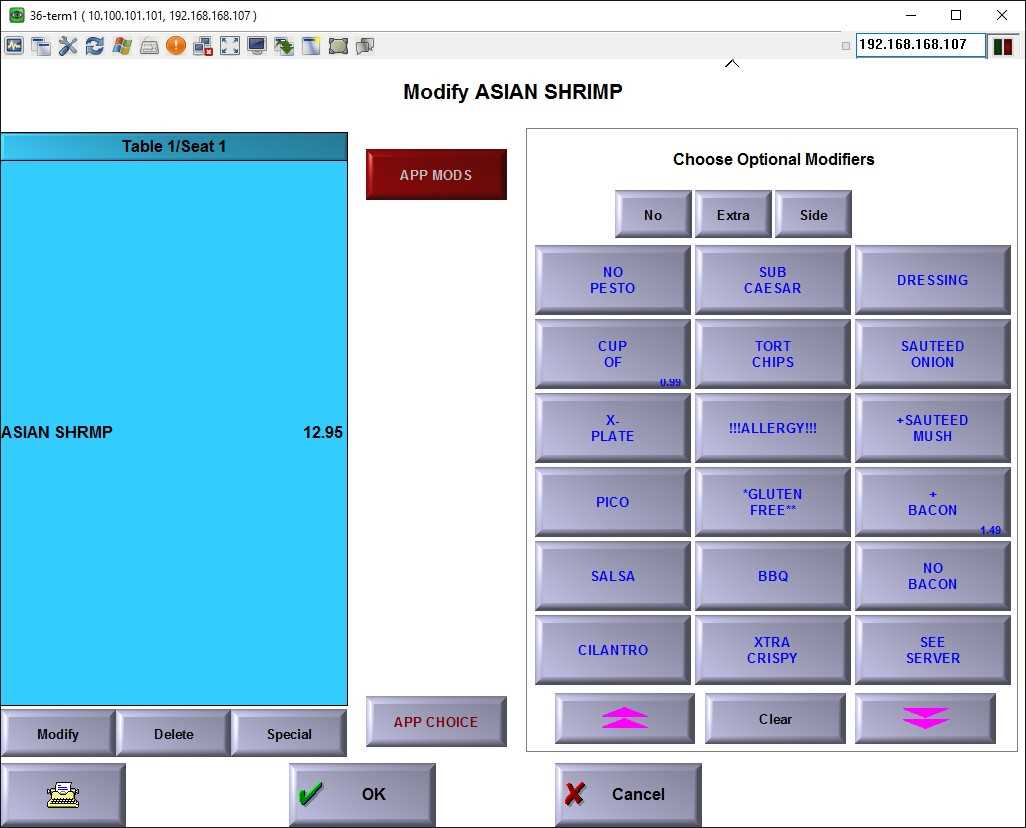 36-term1 ( 10.100.101.101, 192.168.168.107 )
192.168.168.107
Modify ASIAN SHRIMP
Table 1/Seat 1
APP MODS
Choose Optional Modifiers
No
Extra
Side
NO
PESTO
SUB
CAESAR
DRESSING
CUP
OF
0.99
TORT
CHIPS
SAUTEED
ONION
X-
PLATE
!!!ALLERGY!!!
+SAUTEED
MUSH
ASIAN SHRMP 12.95
PICO
*GLUTEN
FREE**
+
BACON
1.49
SALSA
BBQ
NO
BACON
CILANTRO
XTRA
CRISPY
SEE
SERVER
Modify
Delete
Special
APP CHOICE
Clear
OK
Cancel